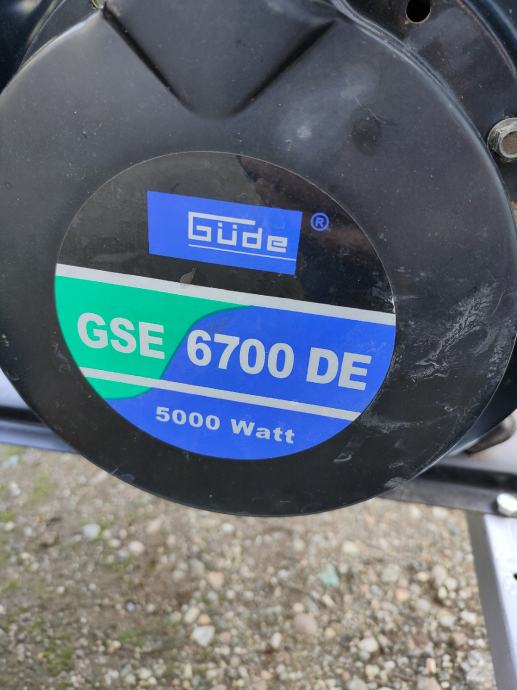 Güde ®
GSE 6700 DE
5000 Watt